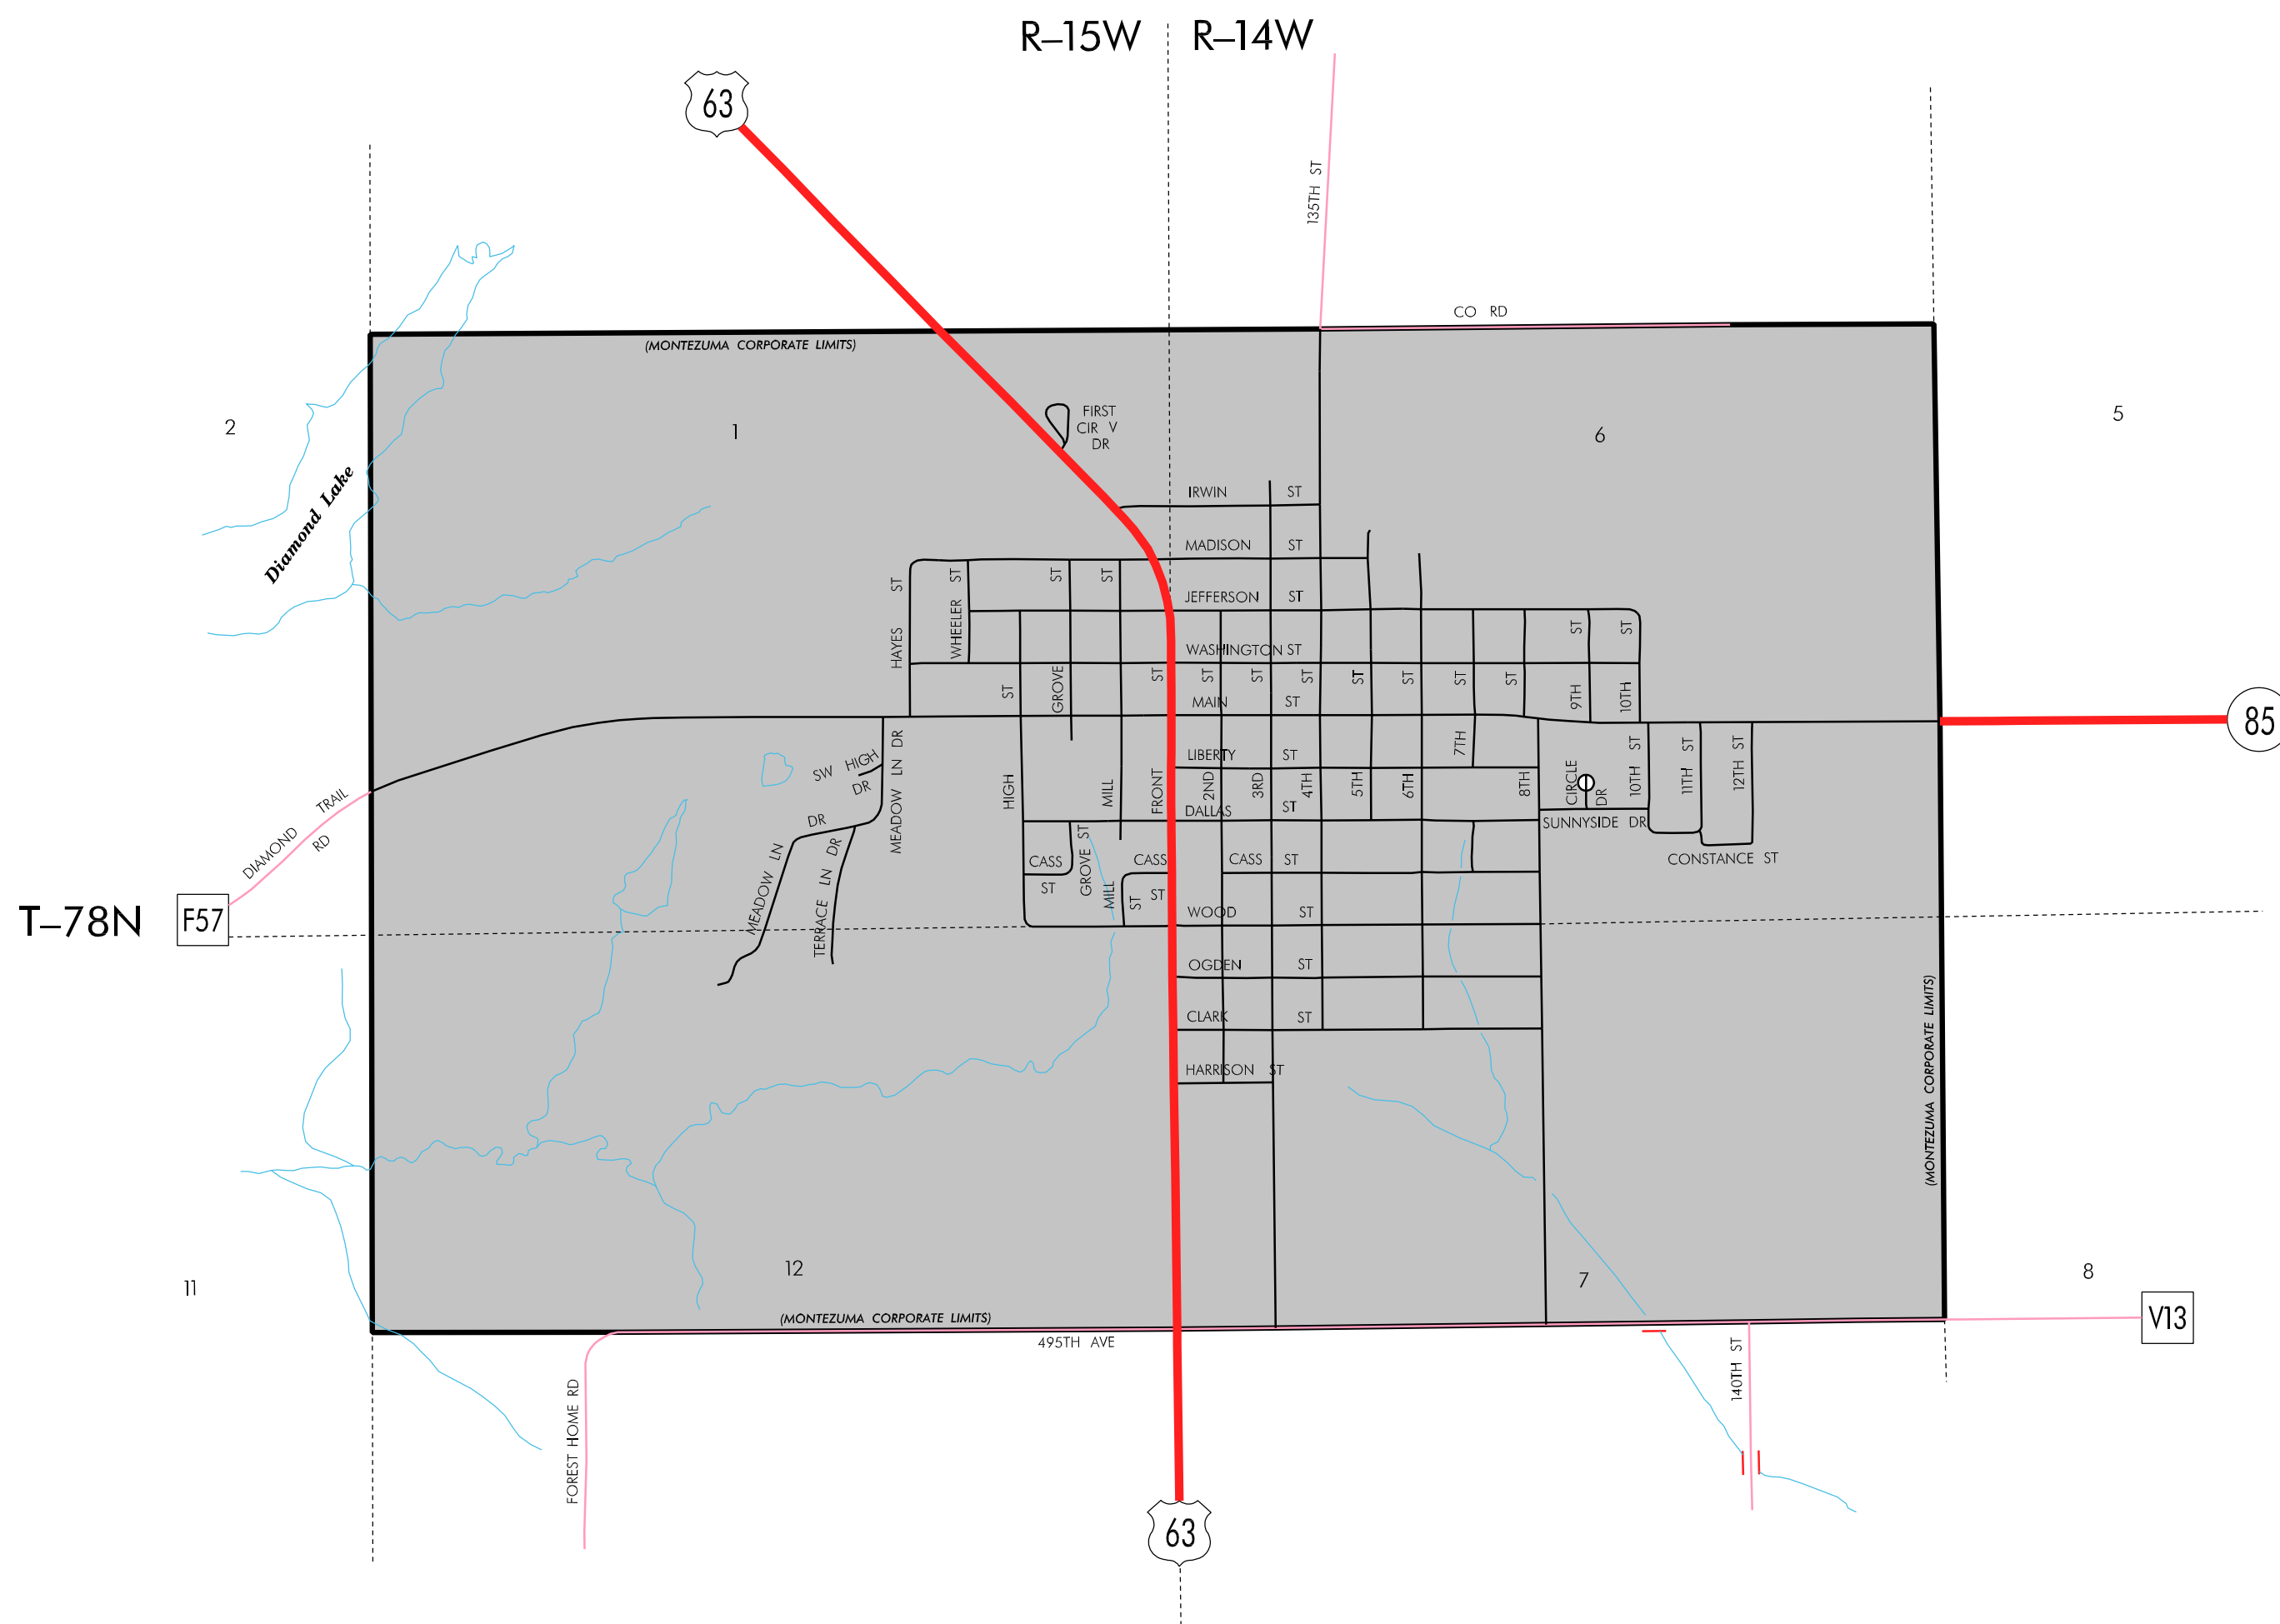 R–15W
R–14W
63
135TH ST
CO RD
(MONTEZUMA CORPORATE LIMITS)
2
1
6
5
FIRST
CIR V
DR
Diamond Lake
IRWIN ST
MADISON ST
JEFFERSON ST
WASHINGTON ST
MAIN ST
LIBERTY ST
DALLAS ST
CASS ST
CASS ST
CASS ST
WOOD ST
OGDEN ST
CLARK ST
HARRISON ST
HAYES ST
WHEELER ST
HIGH ST
GROVE ST
MILL ST
FRONT ST
2ND ST
3RD ST
4TH ST
5TH ST
6TH ST
7TH ST
8TH ST
9TH ST
10TH ST
85
SW HIGH
DR
MEADOW LN DR
MEADOW LN DR
TERRACE LN DR
GROVE ST
MILL ST
CIRCLE
DR
10TH ST
11TH ST
12TH ST
SUNNYSIDE DR
CONSTANCE ST
DIAMOND TRAIL
RD
T–78N
F57
(MONTEZUMA CORPORATE LIMITS)
11
12
7
8
(MONTEZUMA CORPORATE LIMITS)
V13
495TH AVE
140TH ST
FOREST HOME RD
63